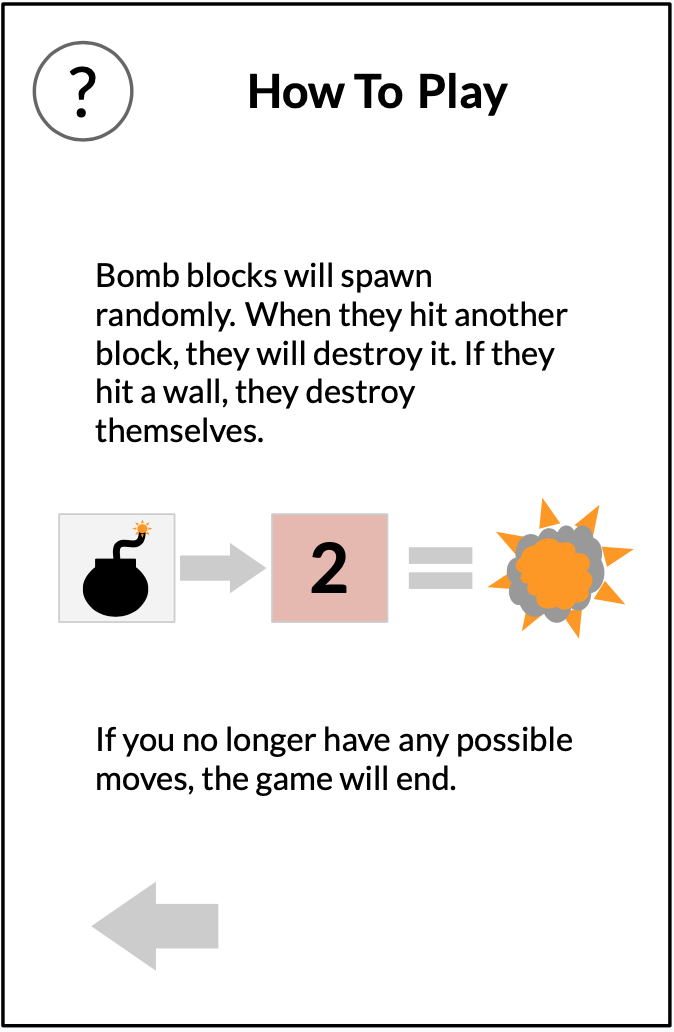 ?
How To Play
Bomb blocks will spawn
randomly. When they hit another
block, they will destroy it. If they
hit a wall, they destroy
themselves.
2
If you no longer have any possible
moves, the game will end.